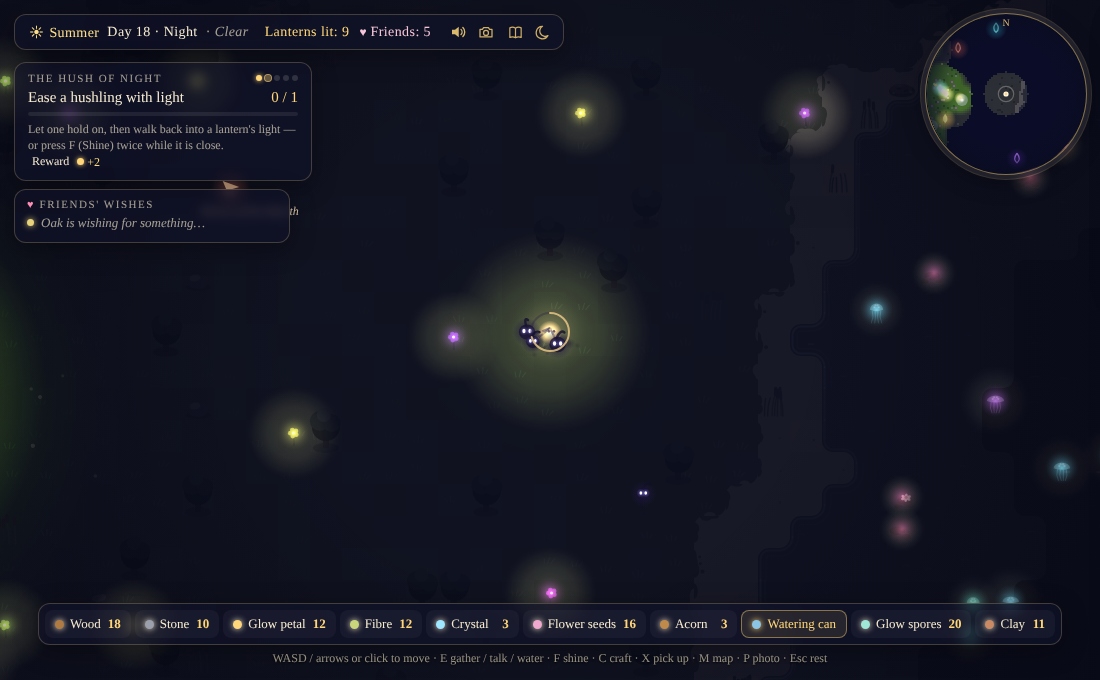 Summer Day 18 · Night · Clear Lanterns lit: 9 ♥ Friends: 5
N
THE HUSH OF NIGHT
Ease a hushling with light 0 / 1
Let one hold on, then walk back into a lantern's light —
or press F (Shine) twice while it is close.
Reward +2
♥ FRIENDS' WISHES
Oak is wishing for something…
th
Wood 18 Stone 10 Glow petal 12 Fibre 12 Crystal 3 Flower seeds 16 Acorn 3 Watering can Glow spores 20 Clay 11
WASD / arrows or click to move · E gather / talk / water · F shine · C craft · X pick up · M map · P photo · Esc rest